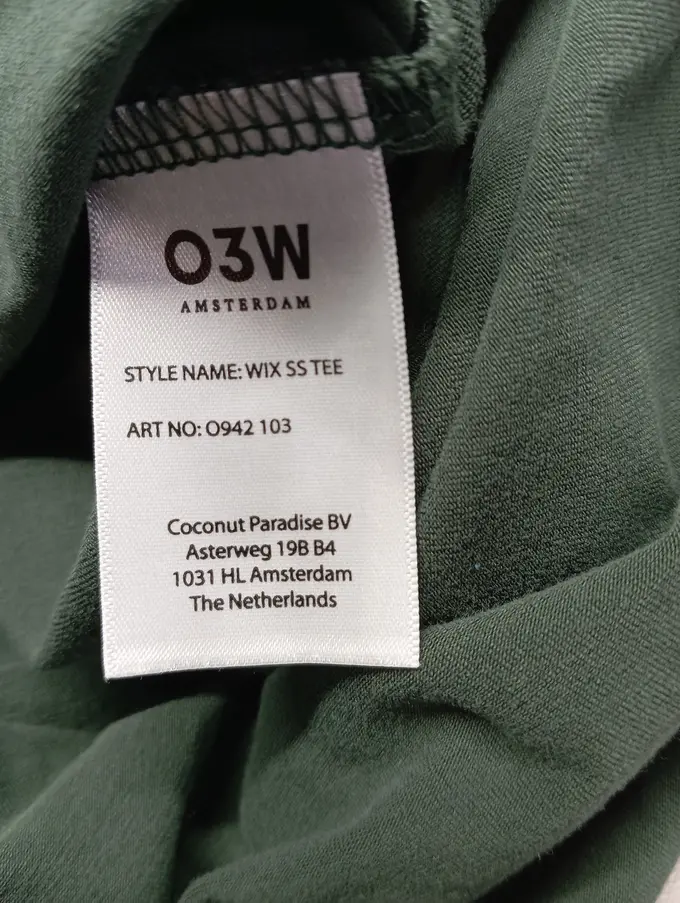 O3W
AMSTERDAM
STYLE NAME: WIX SS TEE
ART NO: O942 103
Coconut Paradise BV
Asterweg 19B B4
1031 HL Amsterdam
The Netherlands